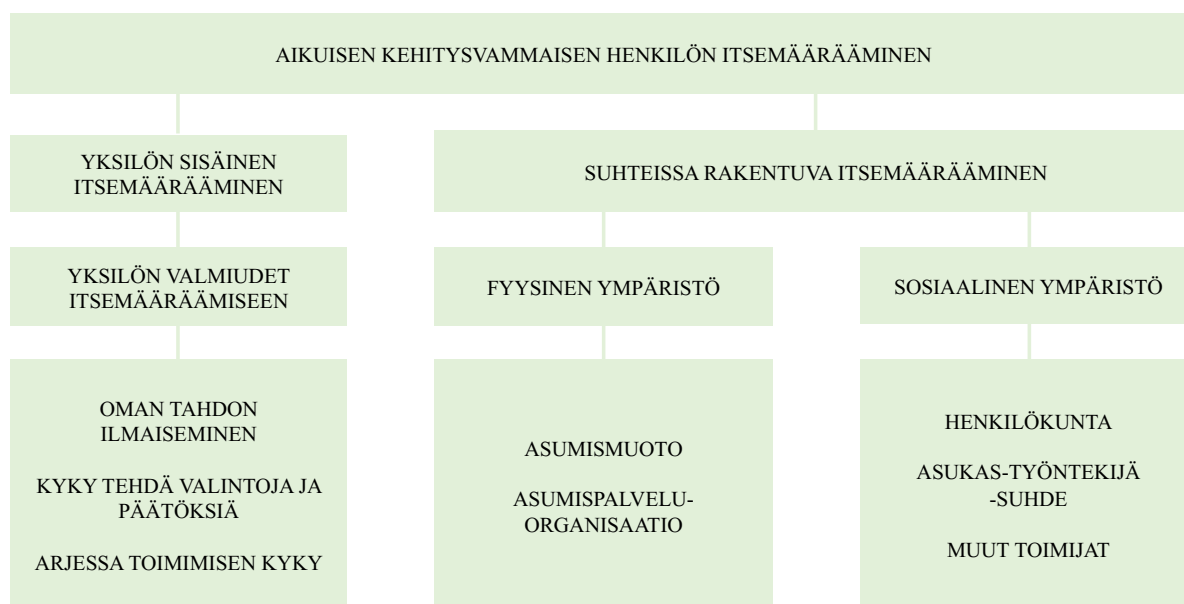 AIKUISEN KEHITYSVAMMAISEN HENKILÖN ITSEMÄÄRÄÄMINEN
YKSILÖN SISÄINEN
ITSEMÄÄRÄÄMINEN
SUHTEISSA RAKENTUVA ITSEMÄÄRÄÄMINEN
YKSILÖN VALMIUDET
ITSEMÄÄRÄÄMISEEN
FYYSINEN YMPÄRISTÖ
SOSIAALINEN YMPÄRISTÖ
OMAN TAHDON
ILMAISEMINEN
KYKY TEHDÄ VALINTOJA JA
PÄÄTÖKSIÄ
ARJESSA TOIMIMISEN KYKY
ASUMISMUOTO
ASUMISPALVELU-
ORGANISAATIO
HENKILÖKUNTA
ASUKAS-TYÖNTEKIJÄ
-SUHDE
MUUT TOIMIJAT